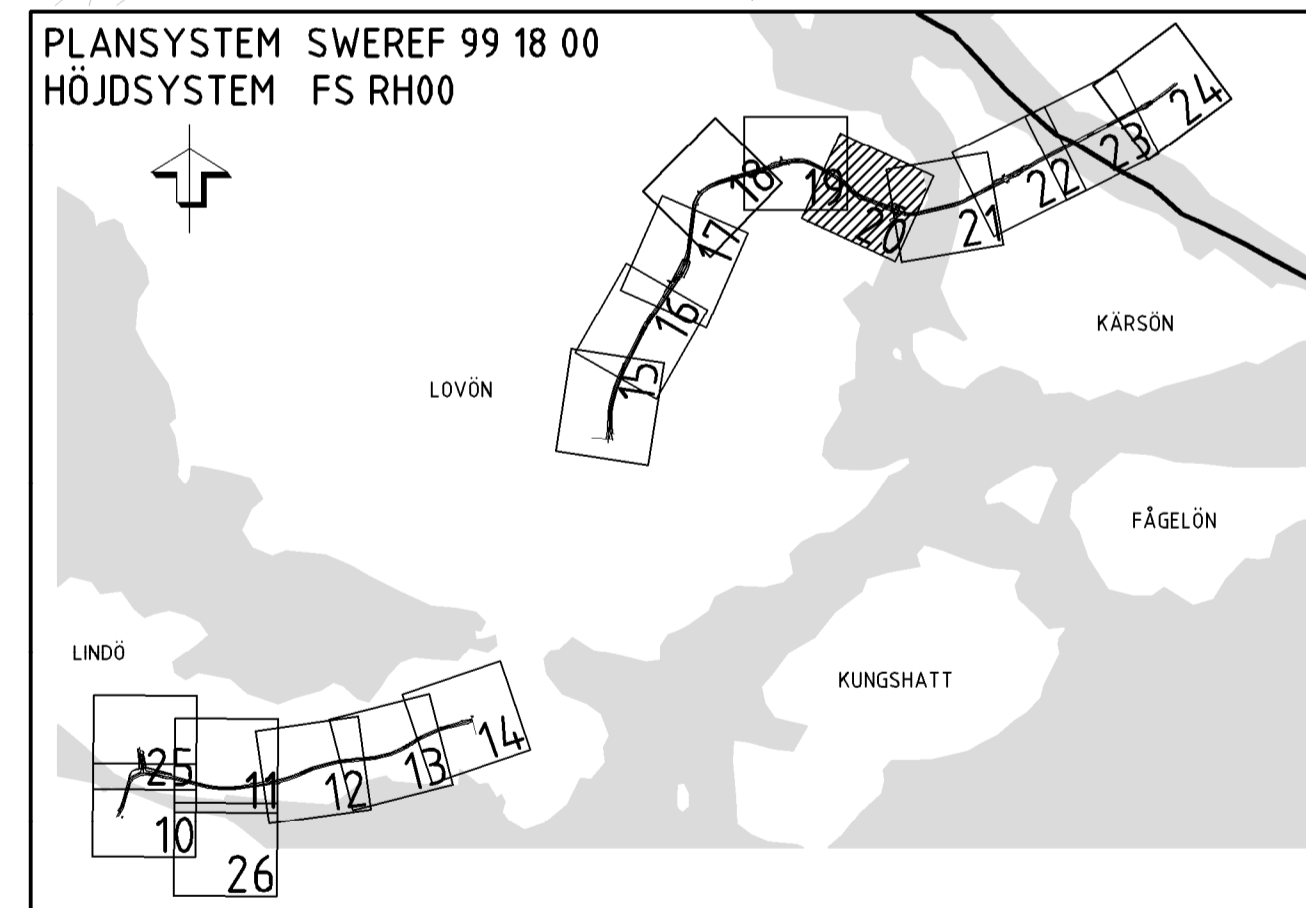 PLANSYSTEM SWEREF 99 18 00
HÖJDSYSTEM FS RH00
24
23
22
21
20
19
18
17
16
15
KÄRSÖN
LOVÖN
FÅGELÖN
LINDÖ
KUNGSHATT
14
13
12
11
25
10
26